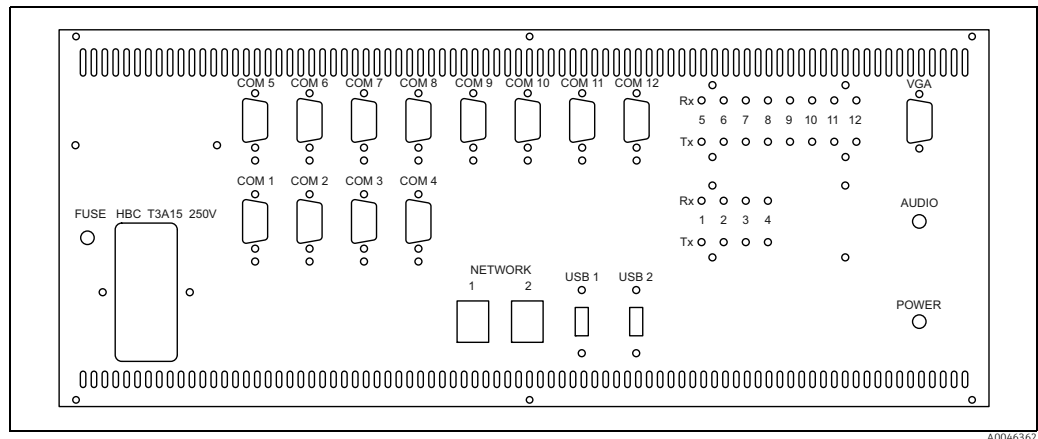 COM 5 COM 6 COM 7 COM 8 COM 9 COM 10 COM 11 COM 12
VGA
Rx
5 6 7 8 9 10 11 12
Tx
COM 1 COM 2 COM 3 COM 4
Rx
1 2 3 4
Tx
AUDIO
FUSE HBC T3A15 250V
NETWORK
1 2
USB 1 USB 2
POWER
A0046362